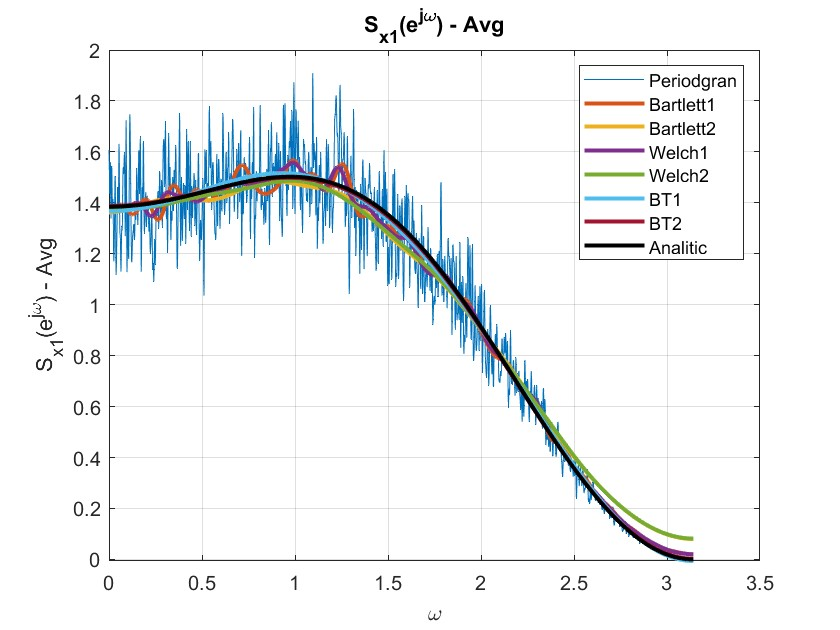 S_x1(e^jω) - Avg
2
1.8
1.6
1.4
1.2
1
0.8
0.6
0.4
0.2
0
S_x1(e^jω) - Avg
Periodgran
Bartlett1
Bartlett2
Welch1
Welch2
BT1
BT2
Analitic
0 0.5 1 1.5 2 2.5 3 3.5
ω